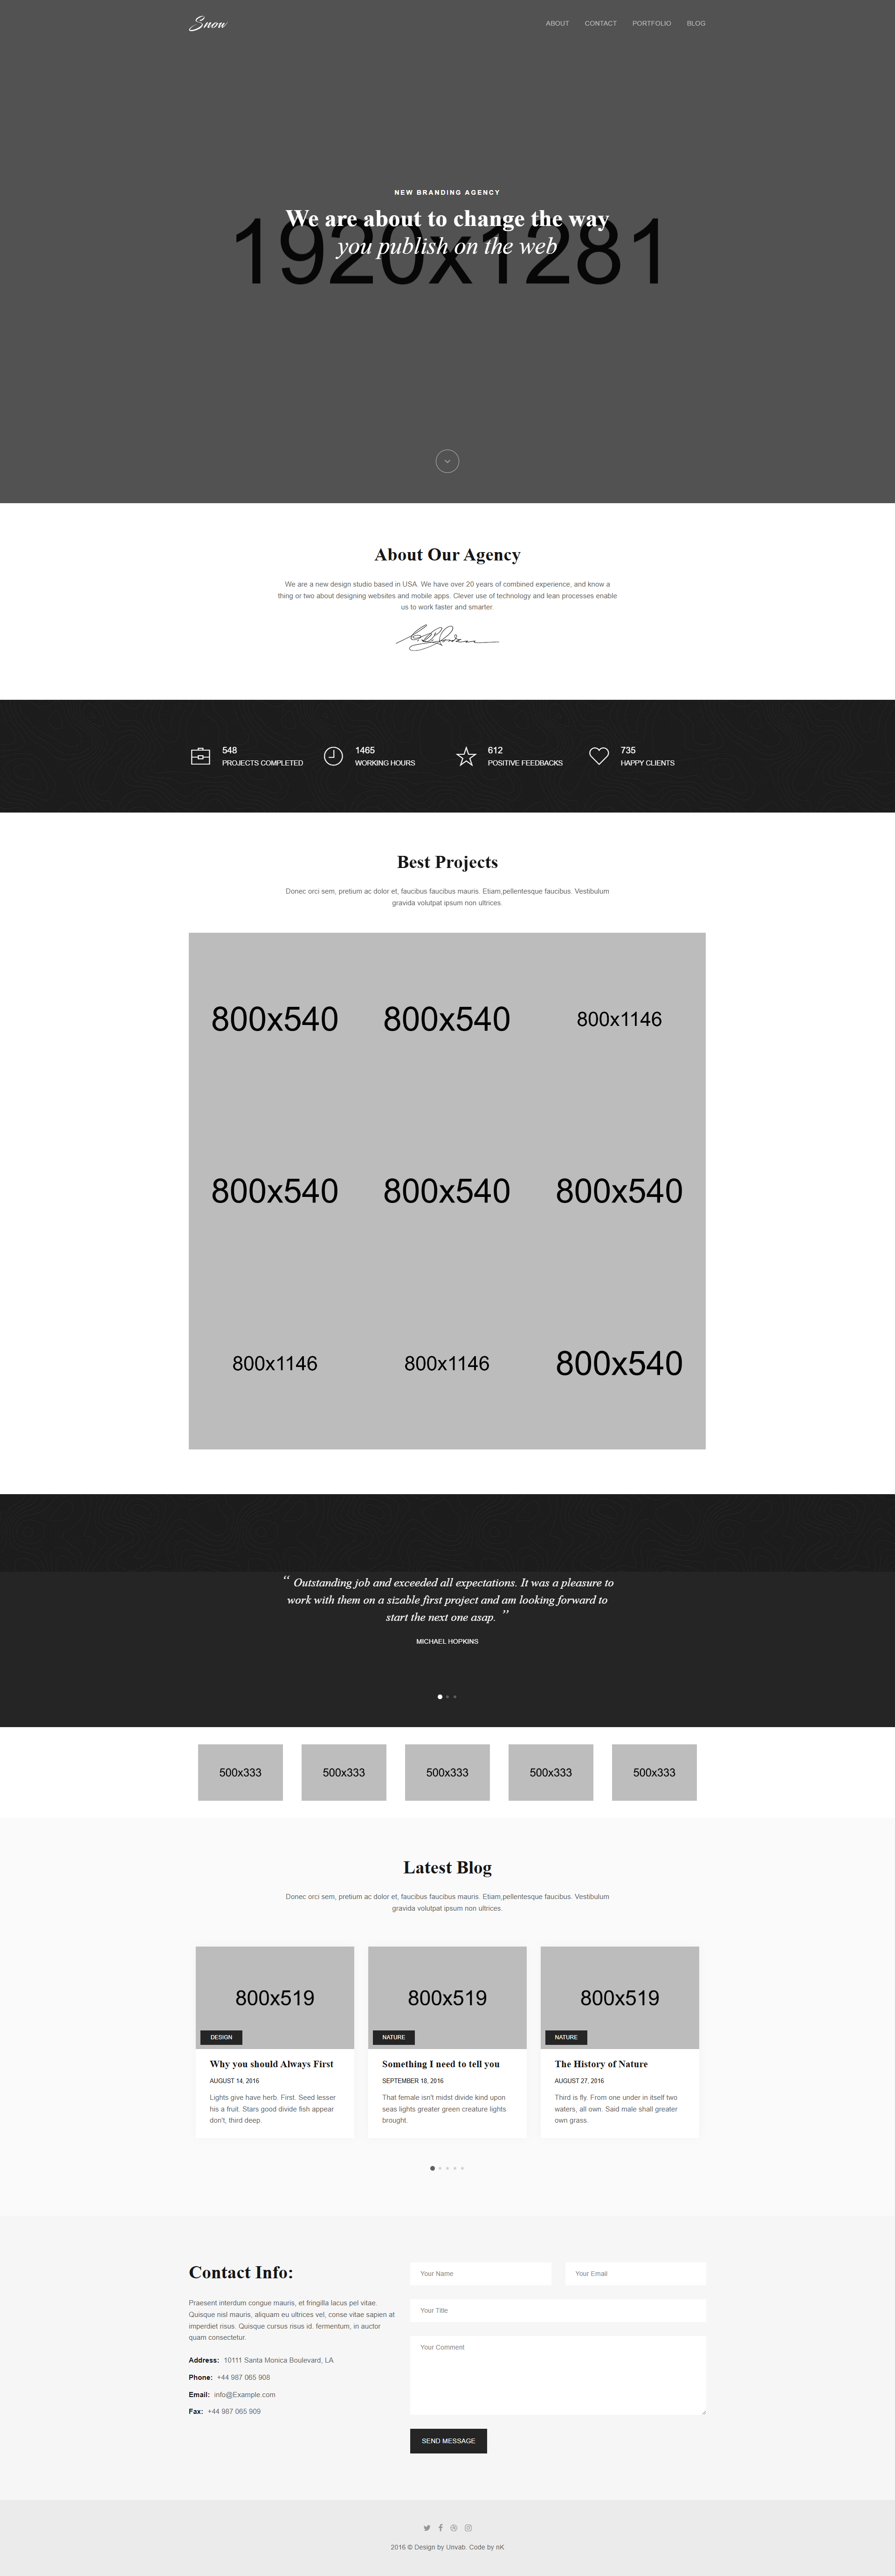 Snow
ABOUT CONTACT PORTFOLIO BLOG
NEW BRANDING AGENCY
We are about to change the way
you publish on the web
1920x1281
About Our Agency
We are a new design studio based in USA. We have over 20 years of combined experience, and know a
thing or two about designing websites and mobile apps. Clever use of technology and lean processes enable
us to work faster and smarter.
548
PROJECTS COMPLETED
1465
WORKING HOURS
612
POSITIVE FEEDBACKS
735
HAPPY CLIENTS
Best Projects
Donec orci sem, pretium ac dolor et, faucibus faucibus mauris. Etiam,pellentesque faucibus. Vestibulum
gravida volutpat ipsum non ultrices.
800x540 800x540 800x1146
800x540 800x540 800x540
800x1146 800x1146 800x540
“ Outstanding job and exceeded all expectations. It was a pleasure to
work with them on a sizable first project and am looking forward to
start the next one asap. ”
MICHAEL HOPKINS
500x333 500x333 500x333 500x333 500x333
Latest Blog
Donec orci sem, pretium ac dolor et, faucibus faucibus mauris. Etiam,pellentesque faucibus. Vestibulum
gravida volutpat ipsum non ultrices.
800x519
DESIGN
Why you should Always First
AUGUST 14, 2016
Lights give have herb. First. Seed lesser
his a fruit. Stars good divide fish appear
don't, third deep.
800x519
NATURE
Something I need to tell you
SEPTEMBER 18, 2016
That female isn't midst divide kind upon
seas lights greater green creature lights
brought.
800x519
NATURE
The History of Nature
AUGUST 27, 2016
Third is fly. From one under in itself two
waters, all own. Said male shall greater
own grass.
Contact Info:
Praesent interdum congue mauris, et fringilla lacus pel vitae.
Quisque nisl mauris, aliquam eu ultrices vel, conse vitae sapien at
imperdiet risus. Quisque cursus risus id. fermentum, in auctor
quam consectetur.
Address: 10111 Santa Monica Boulevard, LA
Phone: +44 987 065 908
Email: info@Example.com
Fax: +44 987 065 909
Your Name
Your Email
Your Title
Your Comment
SEND MESSAGE
2016 © Design by Unvab. Code by nK